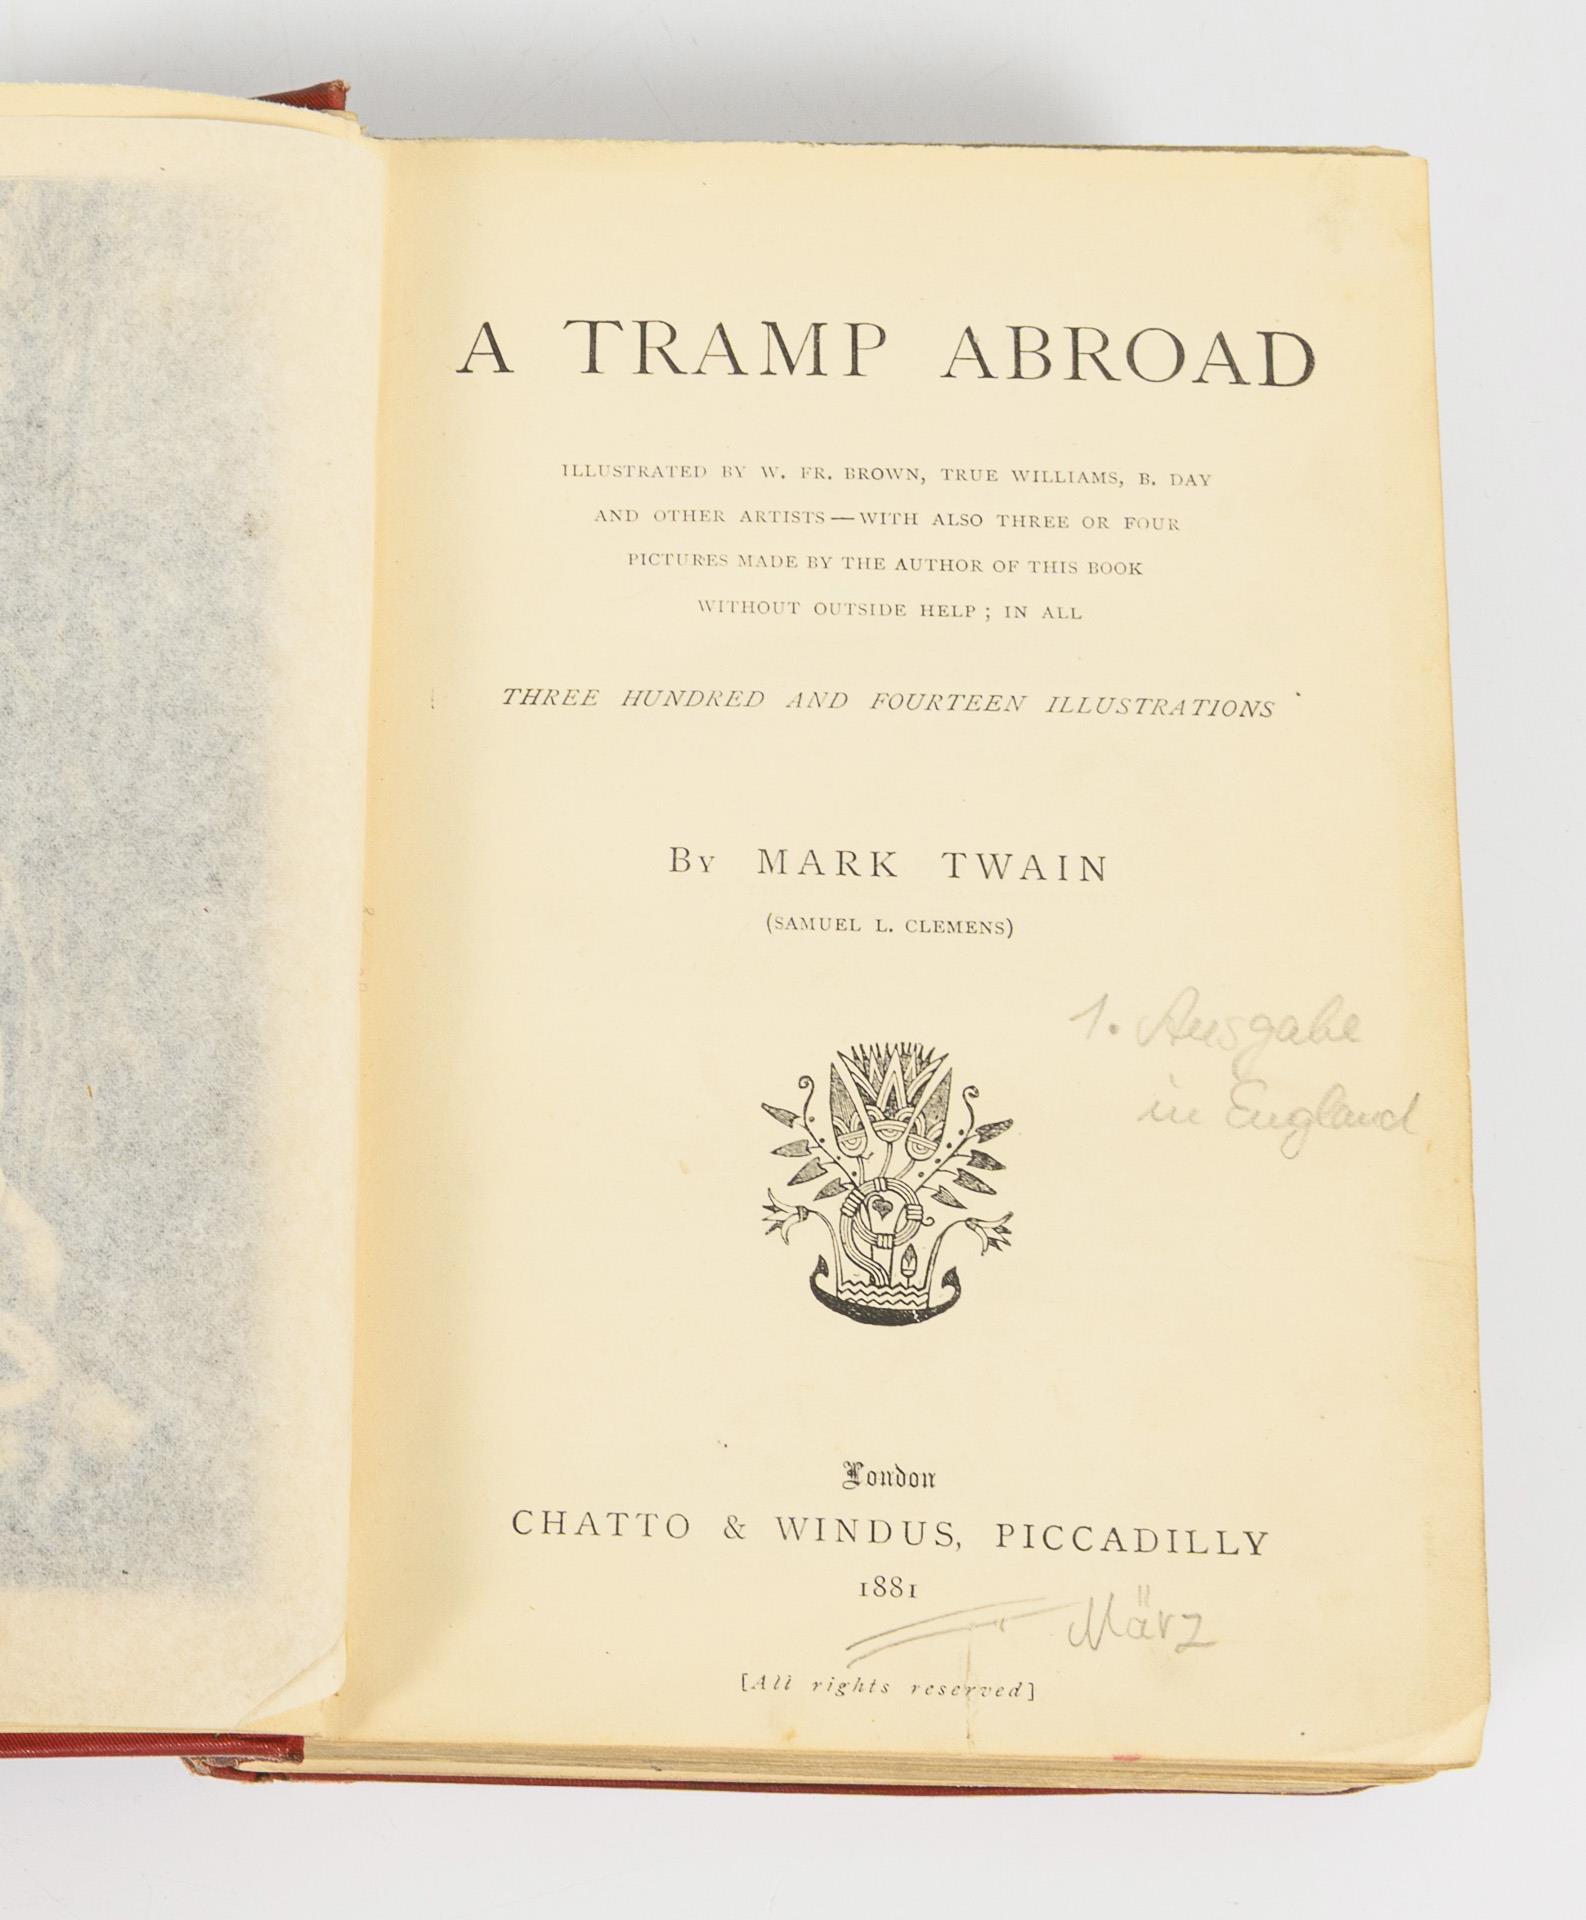 A TRAMP ABROAD
ILLUSTRATED BY W. FR. BROWN, TRUE WILLIAMS, B. DAY
AND OTHER ARTISTS — WITH ALSO THREE OR FOUR
PICTURES MADE BY THE AUTHOR OF THIS BOOK
WITHOUT OUTSIDE HELP ; IN ALL
THREE HUNDRED AND FOURTEEN ILLUSTRATIONS
BY MARK TWAIN
(SAMUEL L. CLEMENS)
1. Ausgabe
in England
London
CHATTO & WINDUS, PICCADILLY
1881
März
[All rights reserved]